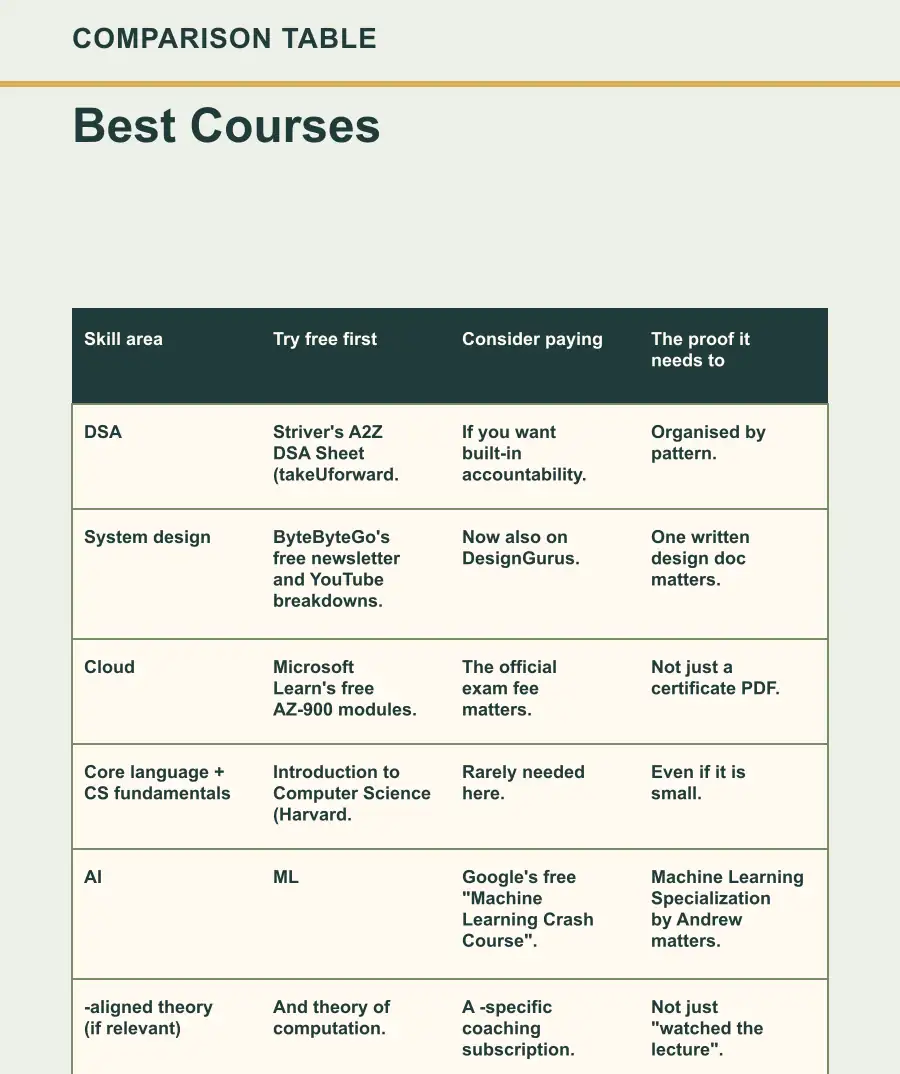 COMPARISON TABLE
Best Courses
Skill area
Try free first
Consider paying
The proof it
needs to
DSA
Striver's A2Z
DSA Sheet
(takeUforward.
If you want
built-in
accountability.
Organised by
pattern.
System design
ByteByteGo's
free newsletter
and YouTube
breakdowns.
Now also on
DesignGurus.
One written
design doc
matters.
Cloud
Microsoft
Learn's free
AZ-900 modules.
The official
exam fee
matters.
Not just a
certificate PDF.
Core language +
CS fundamentals
Introduction to
Computer Science
(Harvard.
Rarely needed
here.
Even if it is
small.
AI
ML
Google's free
"Machine
Learning Crash
Course".
Machine Learning
Specialization
by Andrew
matters.
-aligned theory
(if relevant)
And theory of
computation.
A -specific
coaching
subscription.
Not just
"watched the
lecture".